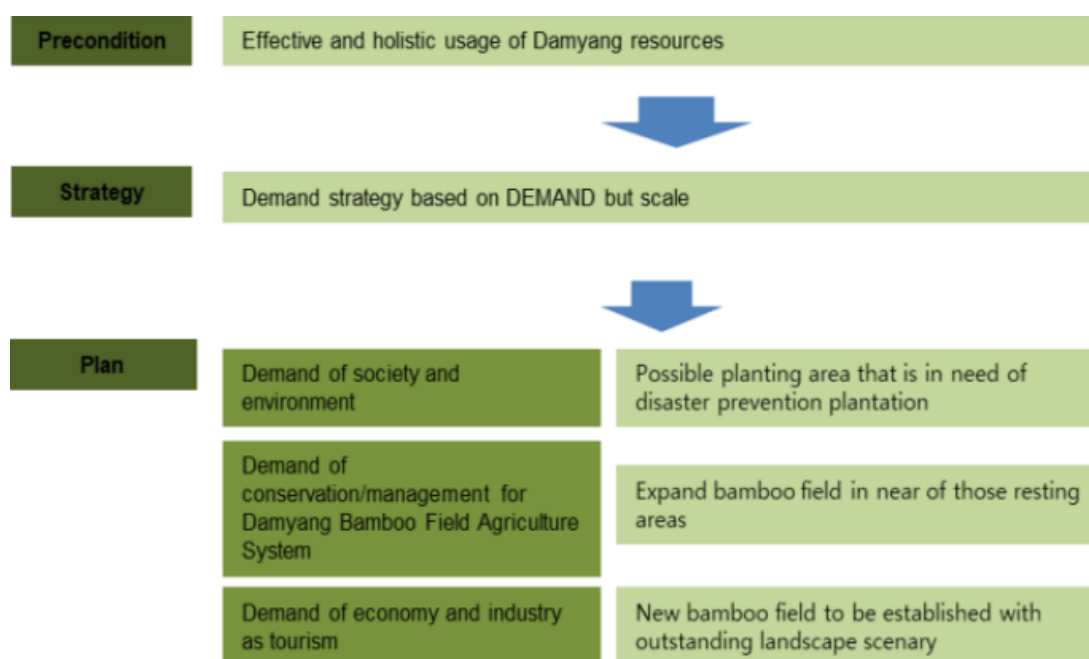 Precondition
Effective and holistic usage of Damyang resources
Strategy
Demand strategy based on DEMAND but scale
Plan
Demand of society and
environment
Possible planting area that is in need of
disaster prevention plantation
Demand of
conservation/management for
Damyang Bamboo Field Agriculture
System
Expand bamboo field in near of those resting
areas
Demand of economy and industry
as tourism
New bamboo field to be established with
outstanding landscape scenary